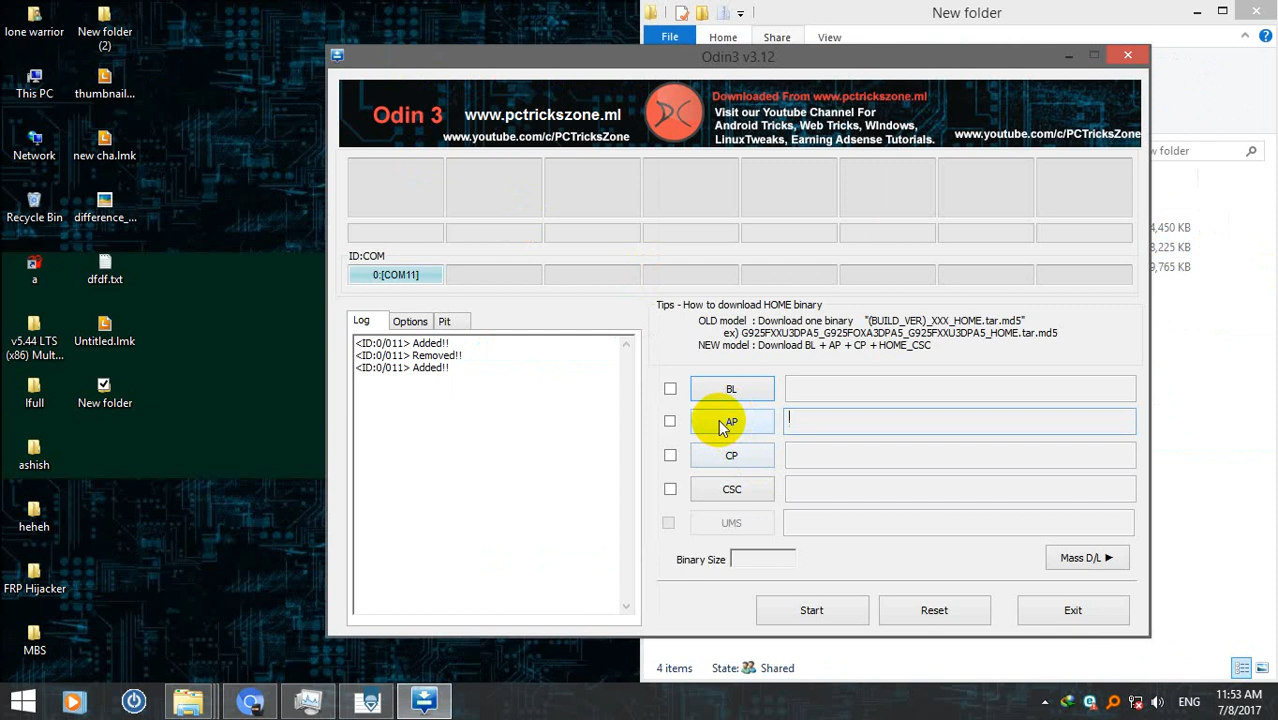 lone warrior
New folder
(2)
This PC
thumbnail...
Network
new cha.lmk
Recycle Bin
difference_...
a
dfdf.txt
v5.44 LTS
(x86) Mult...
Untitled.lmk
lfull
New folder
ashish
heheh
FRP Hijacker
MBS
New folder
File
Home
Share
View
ew folder
4,450 KB
8,225 KB
9,765 KB
4 items
State:
Shared
Odin3 v3.12
Odin 3
www.pctrickszone.ml
www.youtube.com/c/PCTricksZone
Downloaded From www.pctrickszone.ml
Visit our Youtube Channel For
Android Tricks, Web Tricks, WIndows,
LinuxTweaks, Earning Adsense Tutorials.
www.youtube.com/c/PCTricksZone
ID:COM
0:[COM11]
Log
Options
Pit
<ID:0/011> Added!!
<ID:0/011> Removed!!
<ID:0/011> Added!!
Tips - How to download HOME binary
OLD model : Download one binary "(BUILD_VER)_XXX_HOME.tar.md5"
ex) G925FXXU3DPA5_G925FOXA3DPA5_G925FXXU3DPA5_HOME.tar.md5
NEW model : Download BL + AP + CP + HOME_CSC
BL
AP
CP
CSC
UMS
Binary Size
Mass D/L ▶
Start
Reset
Exit
ENG
11:53 AM
7/8/2017